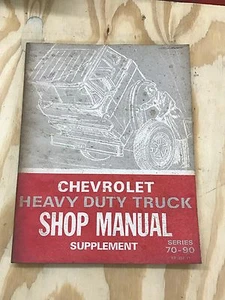 CHEVROLET
HEAVY DUTY TRUCK
SHOP MANUAL
SUPPLEMENT
SERIES
70-90